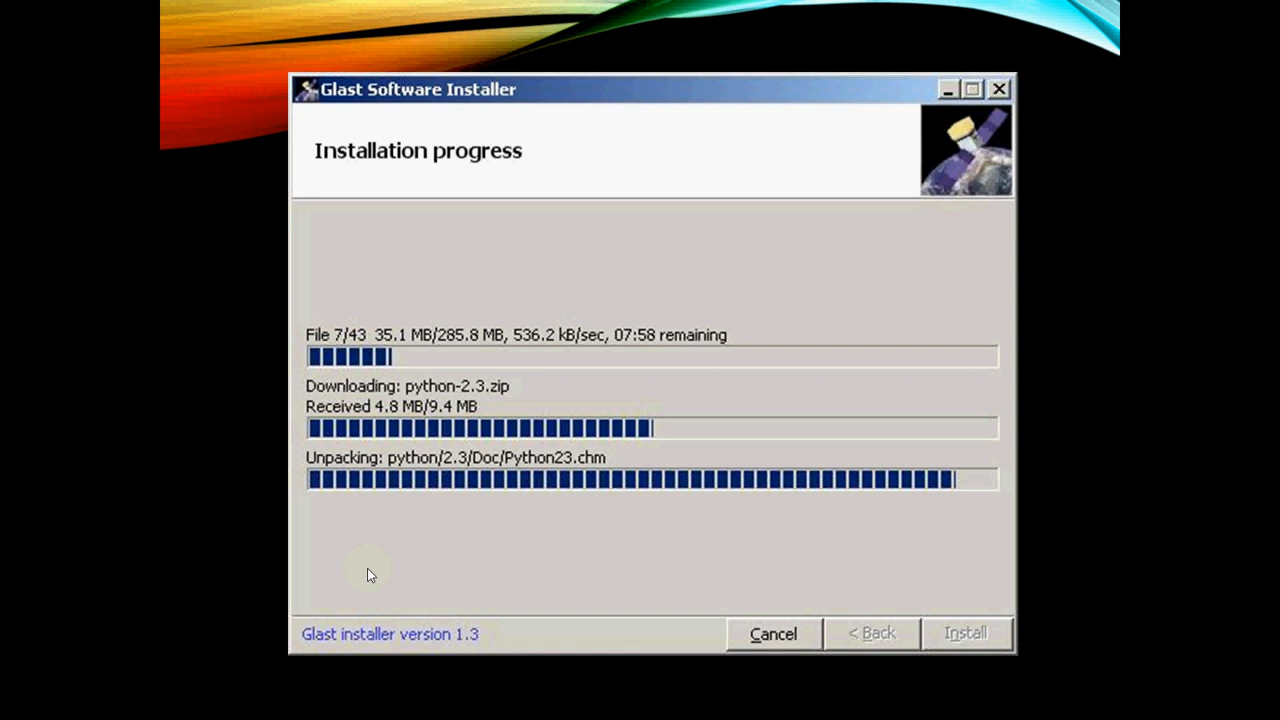 Glast Software Installer
Installation progress
File 7/43 35.1 MB/285.8 MB, 536.2 kB/sec, 07:58 remaining
Downloading: python-2.3.zip
Received 4.8 MB/9.4 MB
Unpacking: python/2.3/Doc/Python23.chm
Glast installer version 1.3
Cancel
< Back
Install